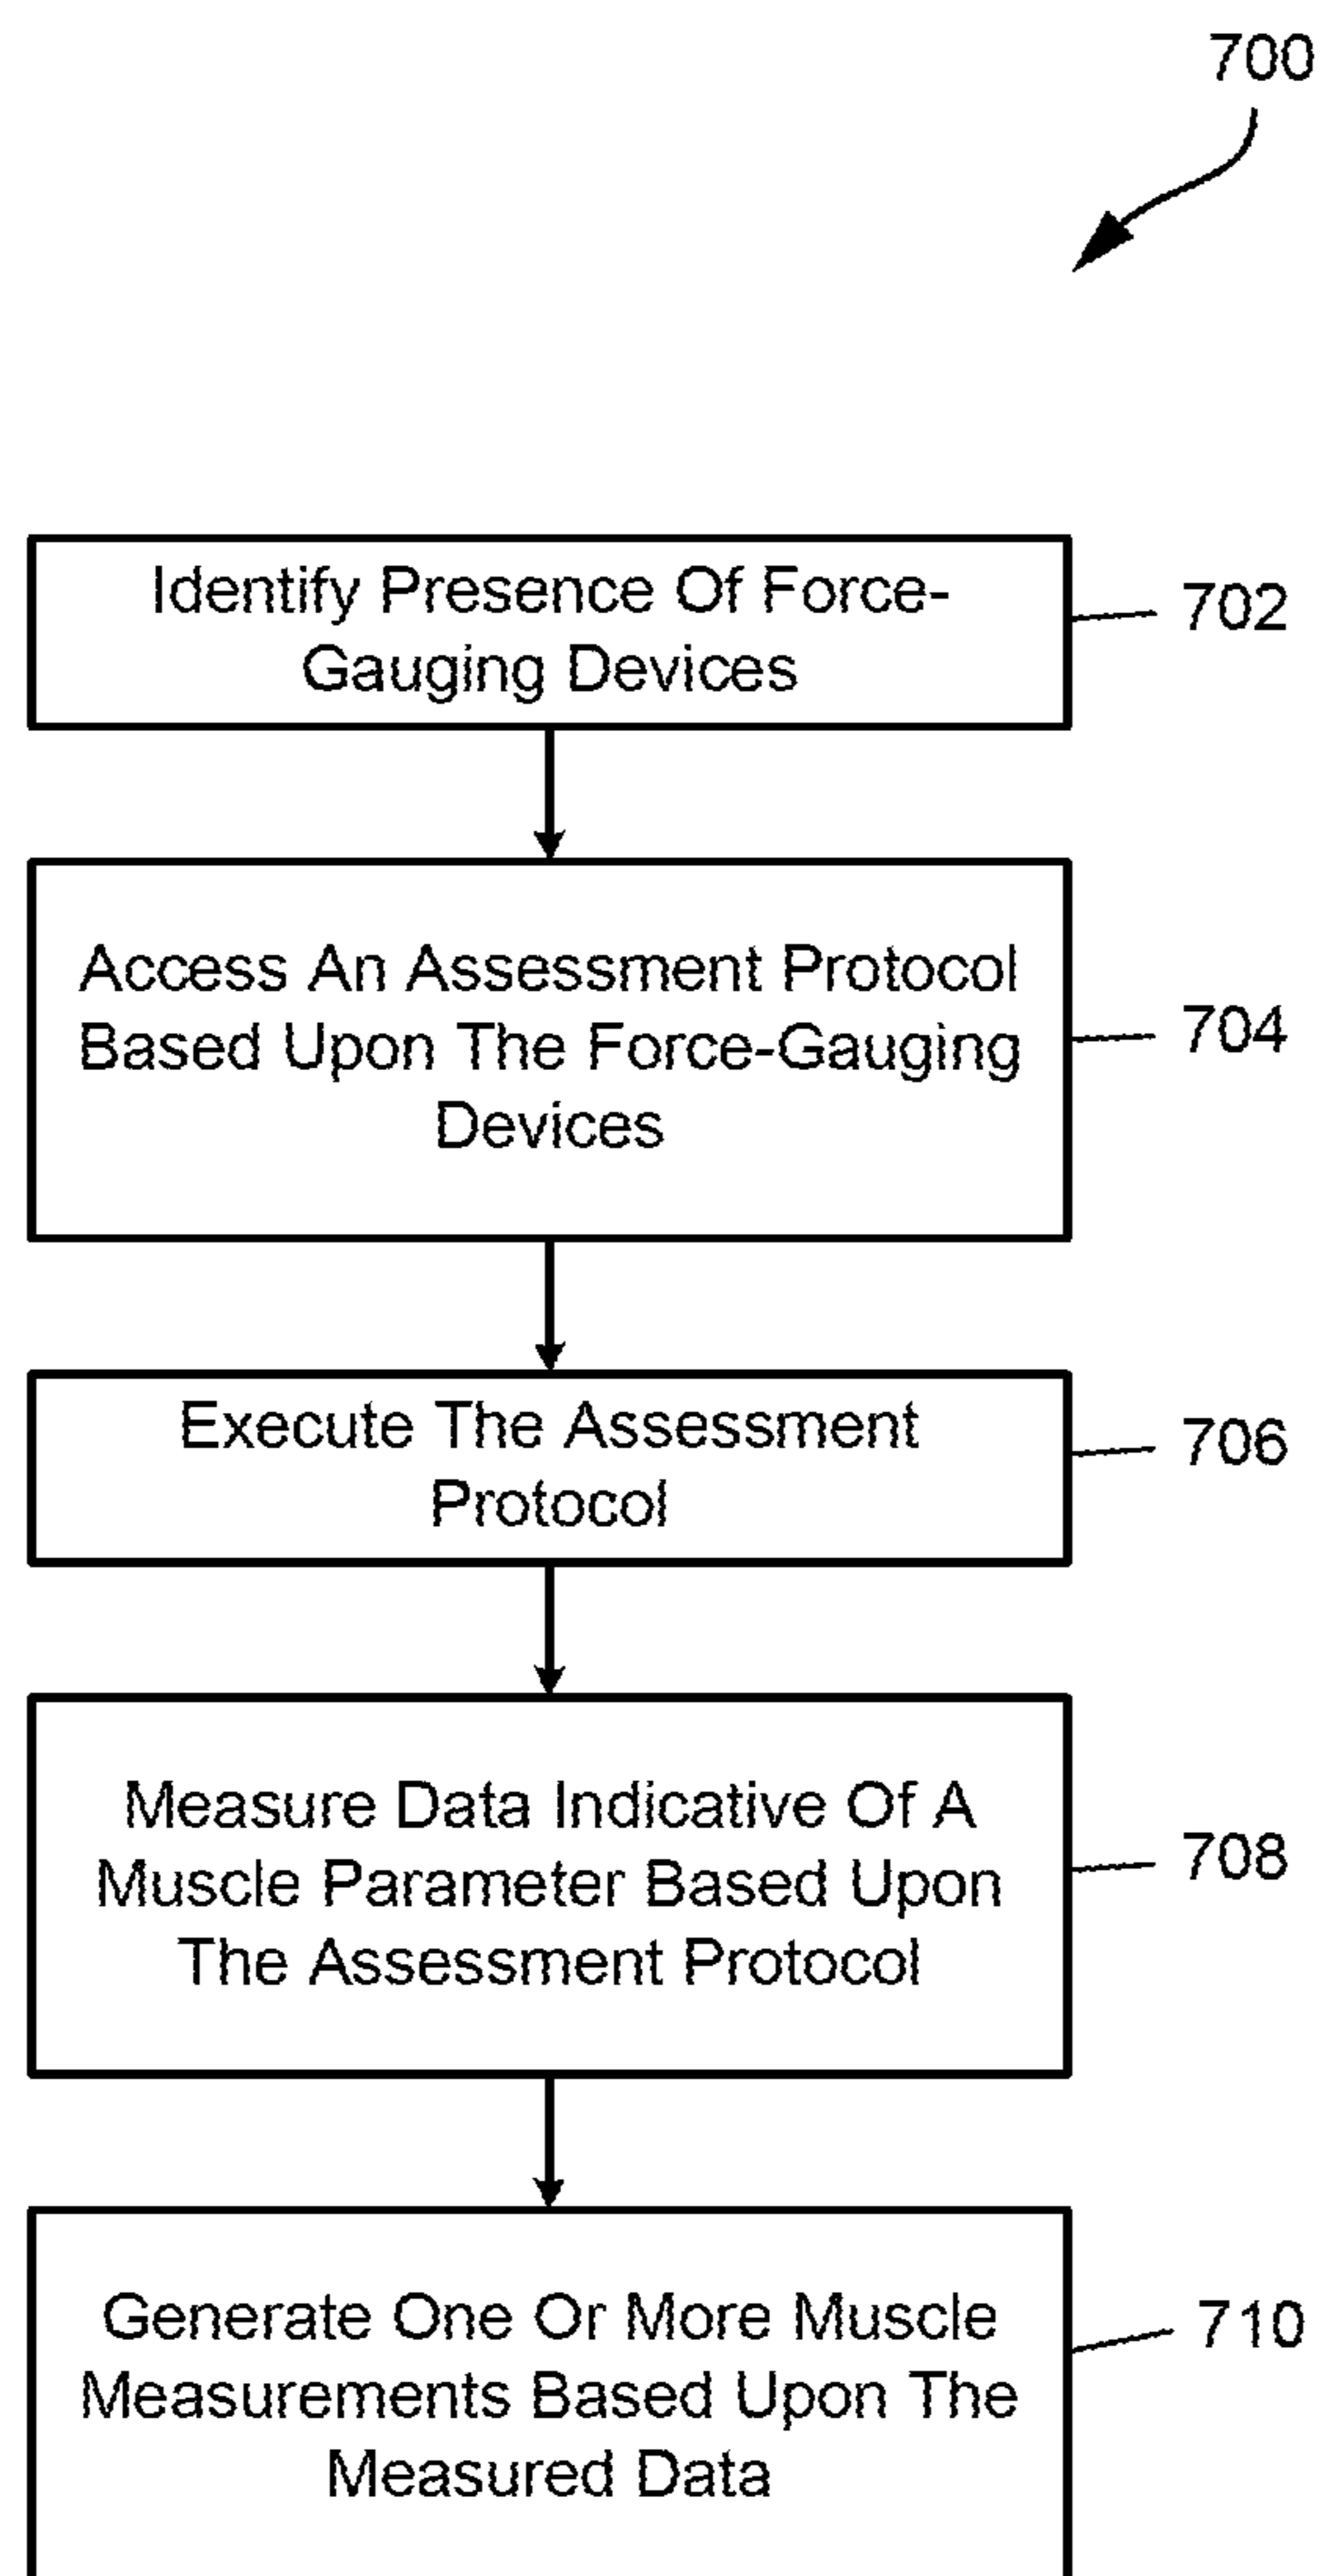 700
Identify Presence Of Force-
Gauging Devices
702
Access An Assessment Protocol
Based Upon The Force-Gauging
Devices
704
Execute The Assessment
Protocol
706
Measure Data Indicative Of A
Muscle Parameter Based Upon
The Assessment Protocol
708
Generate One Or More Muscle
Measurements Based Upon The
Measured Data
710